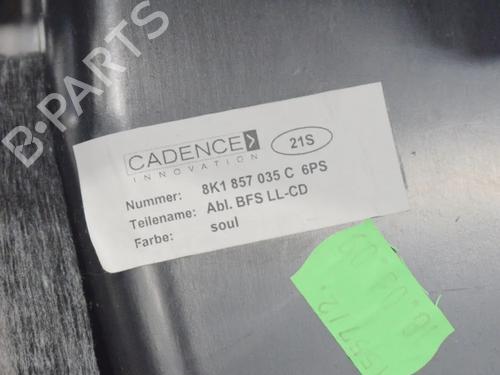 B-PARTS
CADENCE
INNOVATION
21S
Nummer: 8K1 857 035 C 6PS
Teilename: Abl. BFS LL-CD
Farbe: soul